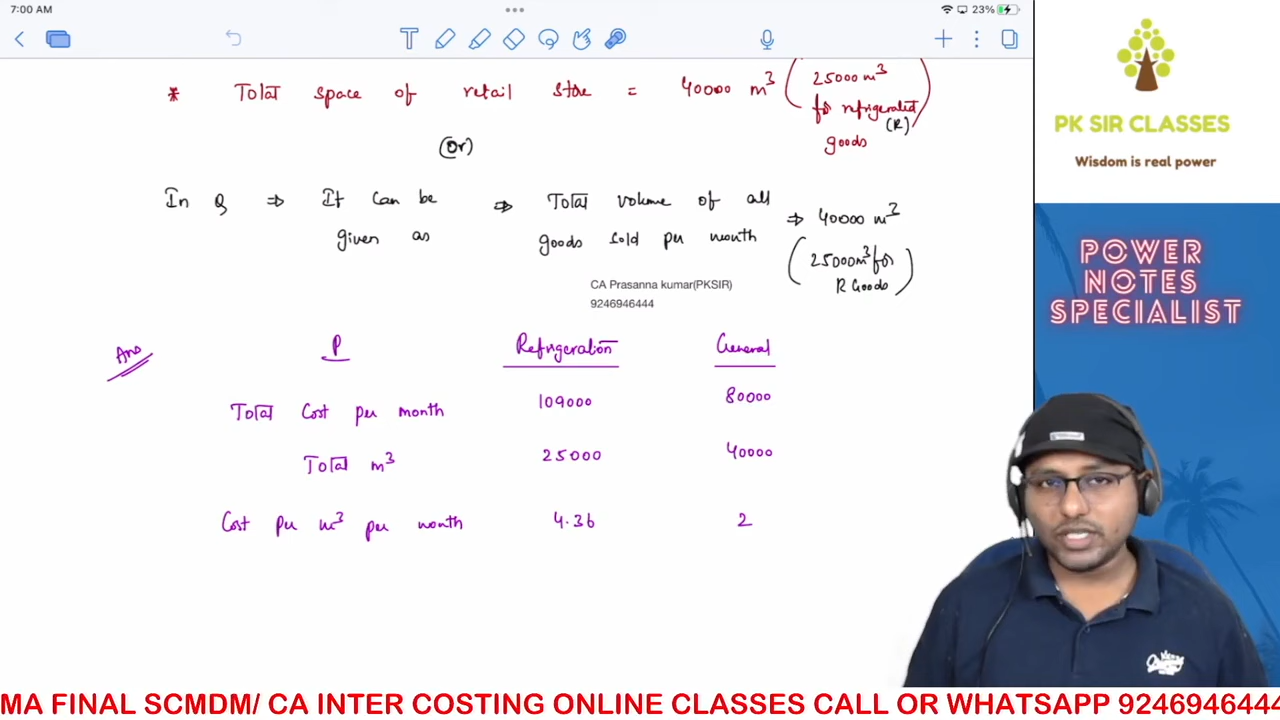 7:00 AM
23%
* Total space of retail store = 40000 m³ (25000 m³ for refrigerated (R) goods)
(Or)
In Q ⇒ It can be given as ⇒ Total volume of all goods sold per month ⇒ 40000 m³ (25000 m³ for R Goods)
CA Prasanna kumar(PKSIR)
9246946444
Ans
P Refrigeration General
Total Cost per month 109000 80000
Total m³ 25000 40000
Cost per m³ per month 4.36 2
PK SIR CLASSES
Wisdom is real power
POWER
NOTES
SPECIALIST
MA FINAL SCMDM/ CA INTER COSTING ONLINE CLASSES CALL OR WHATSAPP 9246946444